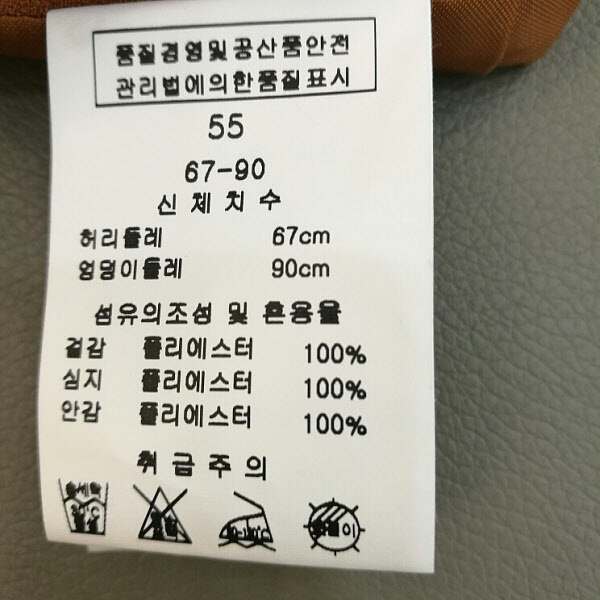 품질경영및공산품안전
관리법에의한품질표시
55
67-90
신체치수
허리둘레 67cm
엉덩이둘레 90cm
섬유의조성 및 혼용율
겉감 폴리에스터 100%
심지 폴리에스터 100%
안감 폴리에스터 100%
취급주의